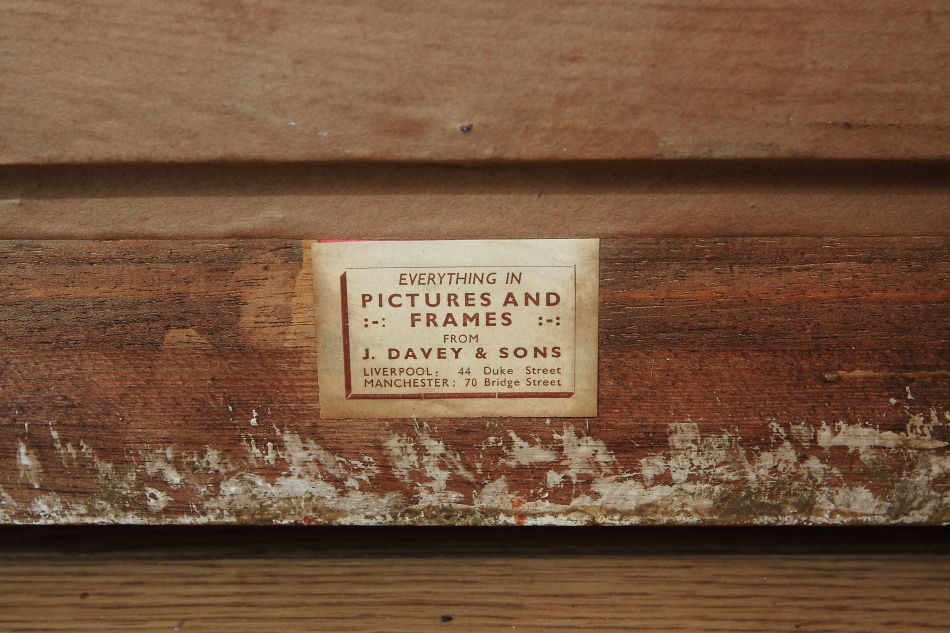 EVERYTHING IN
PICTURES AND
:-: FRAMES :-:
FROM
J. DAVEY & SONS
LIVERPOOL: 44 Duke Street
MANCHESTER: 70 Bridge Street